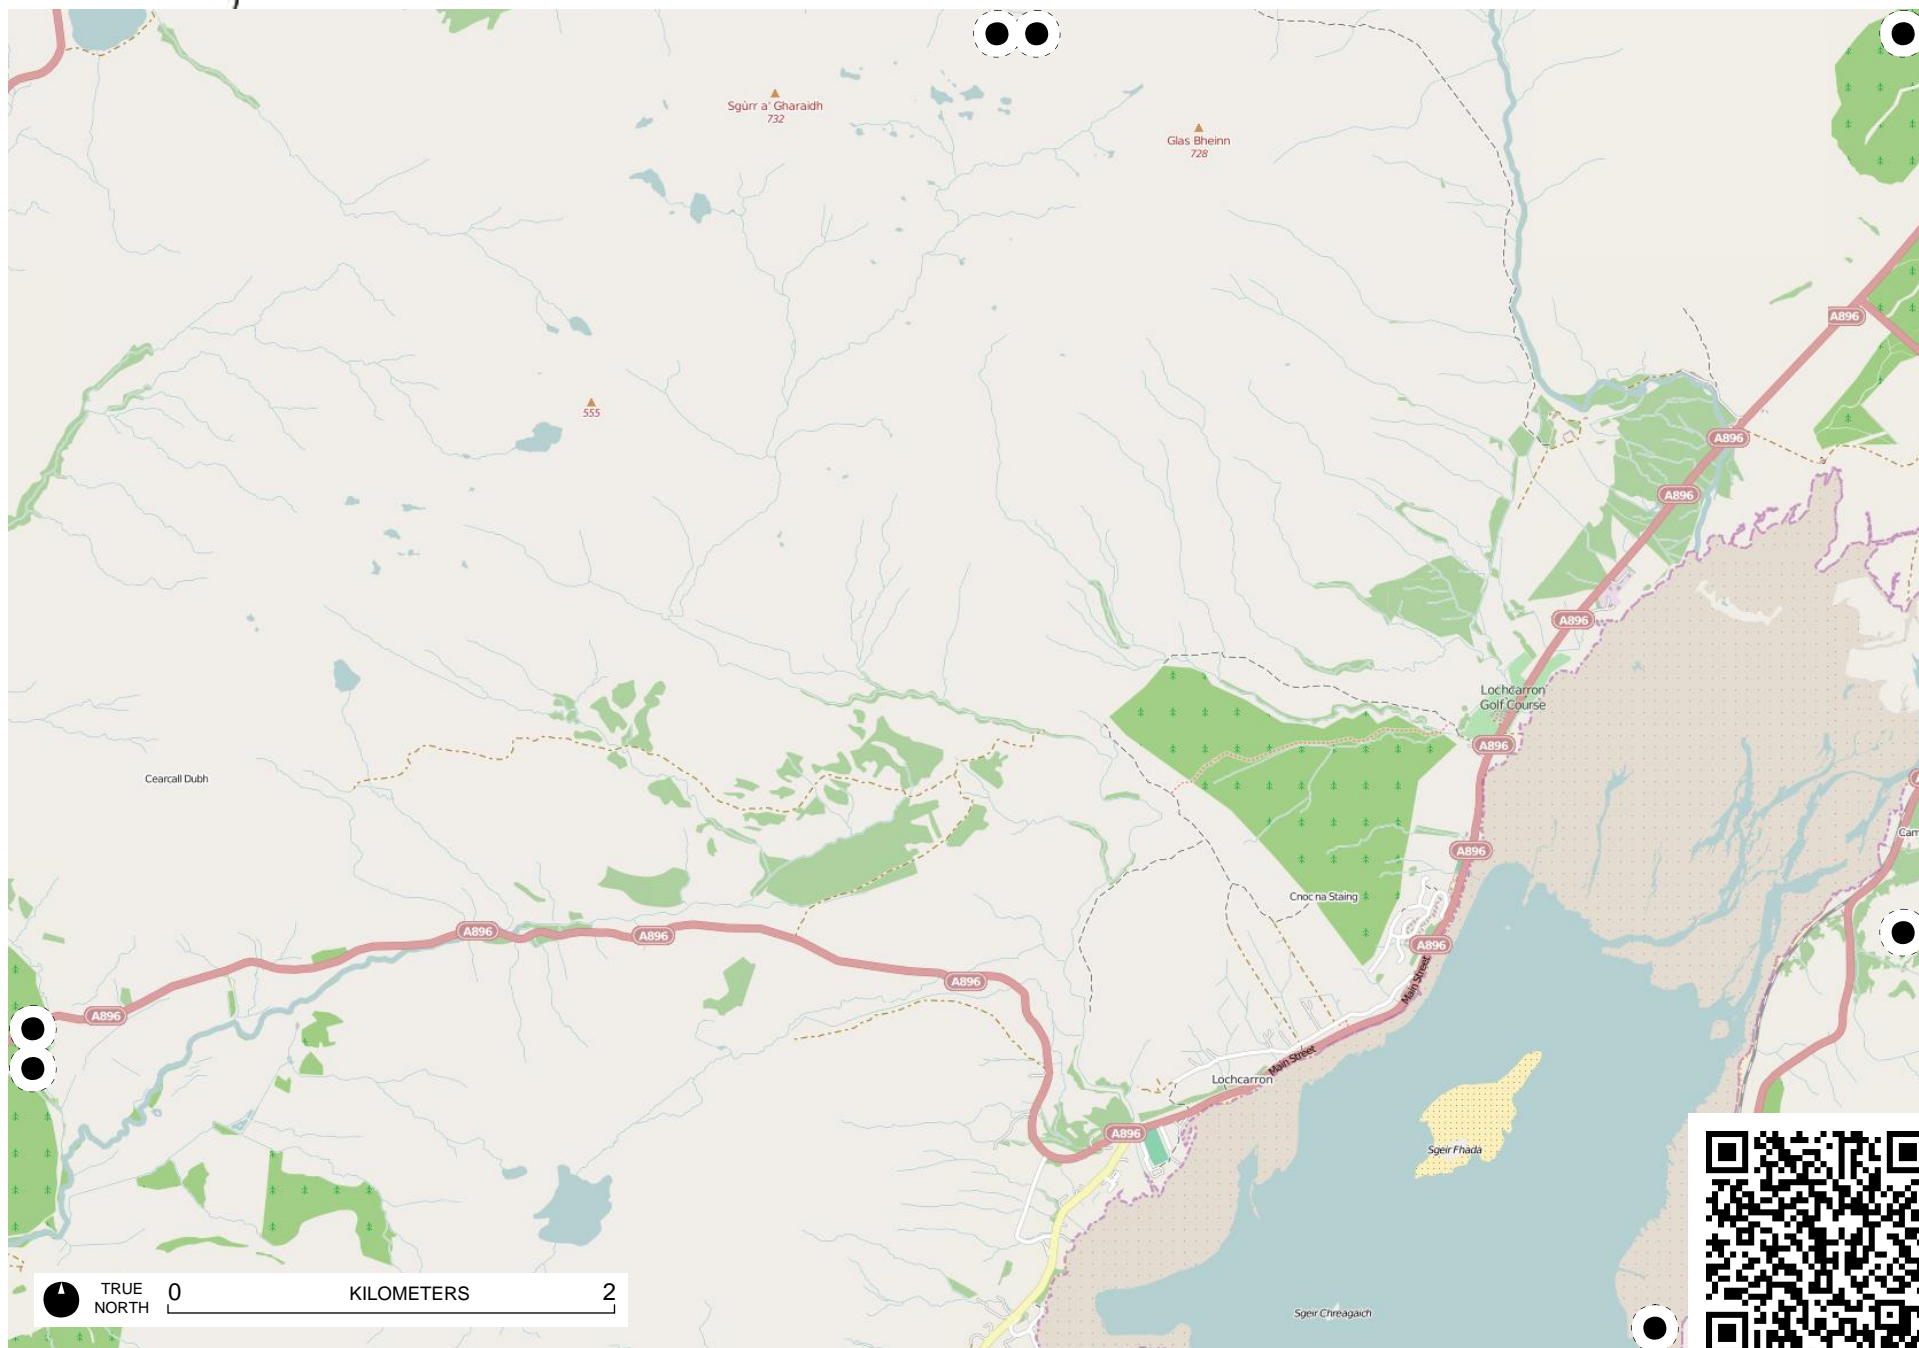 Sgùrr a' Gharaidh
732
Glas Bheinn
728
A896
555
A896
A896
A896
Lochcarron
Golf Course
A896
Cearcall Dubh
A896
Cnoc na Staing
A896
A896
A896
A896
Main Street
A896
Main Street
Lochcarron
A896
Sgeir Fhada
TRUE
NORTH
0
KILOMETERS
2
Sgeir Chreagaich